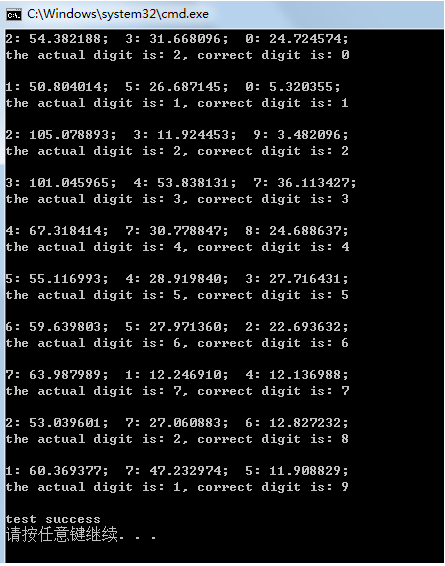 C:\Windows\system32\cmd.exe
2: 54.382188;  3: 31.668096;  0: 24.724574;
the actual digit is: 2, correct digit is: 0
1: 50.804014;  5: 26.687145;  0: 5.320355;
the actual digit is: 1, correct digit is: 1
2: 105.078893;  3: 11.924453;  9: 3.482096;
the actual digit is: 2, correct digit is: 2
3: 101.045965;  4: 53.838131;  7: 36.113427;
the actual digit is: 3, correct digit is: 3
4: 67.318414;  7: 30.778847;  8: 24.688637;
the actual digit is: 4, correct digit is: 4
5: 55.116993;  4: 28.919840;  3: 27.716431;
the actual digit is: 5, correct digit is: 5
6: 59.639803;  5: 27.971360;  2: 22.693632;
the actual digit is: 6, correct digit is: 6
7: 63.987989;  1: 12.246910;  4: 12.136988;
the actual digit is: 7, correct digit is: 7
2: 53.039601;  7: 27.060883;  6: 12.827232;
the actual digit is: 2, correct digit is: 8
1: 60.369377;  7: 47.232974;  5: 11.908829;
the actual digit is: 1, correct digit is: 9
test success
请按任意键继续. . .